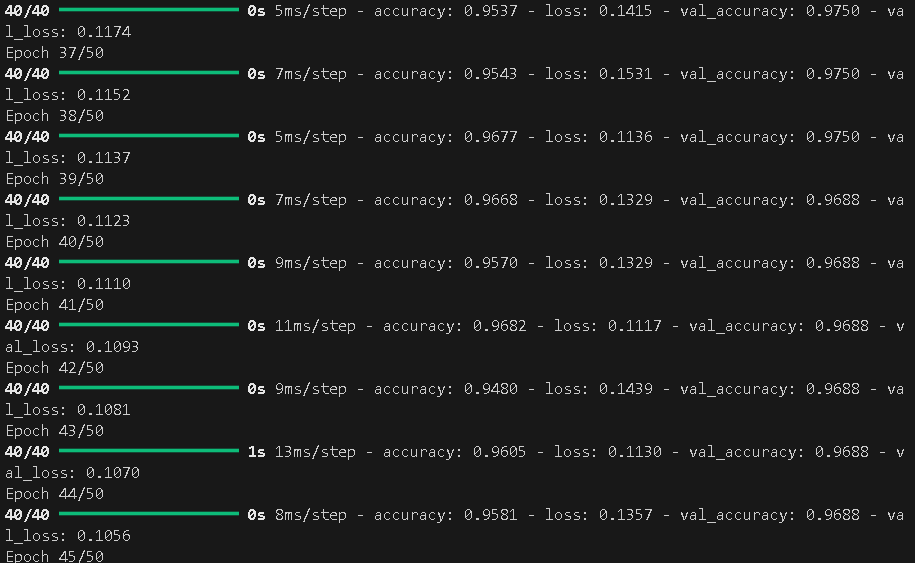 40/40 0s 5ms/step - accuracy: 0.9537 - loss: 0.1415 - val_accuracy: 0.9750 - va
l_loss: 0.1174
Epoch 37/50
40/40 0s 7ms/step - accuracy: 0.9543 - loss: 0.1531 - val_accuracy: 0.9750 - va
l_loss: 0.1152
Epoch 38/50
40/40 0s 5ms/step - accuracy: 0.9677 - loss: 0.1136 - val_accuracy: 0.9750 - va
l_loss: 0.1137
Epoch 39/50
40/40 0s 7ms/step - accuracy: 0.9668 - loss: 0.1329 - val_accuracy: 0.9688 - va
l_loss: 0.1123
Epoch 40/50
40/40 0s 9ms/step - accuracy: 0.9570 - loss: 0.1329 - val_accuracy: 0.9688 - va
l_loss: 0.1110
Epoch 41/50
40/40 0s 11ms/step - accuracy: 0.9682 - loss: 0.1117 - val_accuracy: 0.9688 - v
al_loss: 0.1093
Epoch 42/50
40/40 0s 9ms/step - accuracy: 0.9480 - loss: 0.1439 - val_accuracy: 0.9688 - va
l_loss: 0.1081
Epoch 43/50
40/40 1s 13ms/step - accuracy: 0.9605 - loss: 0.1130 - val_accuracy: 0.9688 - v
al_loss: 0.1070
Epoch 44/50
40/40 0s 8ms/step - accuracy: 0.9581 - loss: 0.1357 - val_accuracy: 0.9688 - va
l_loss: 0.1056
Epoch 45/50